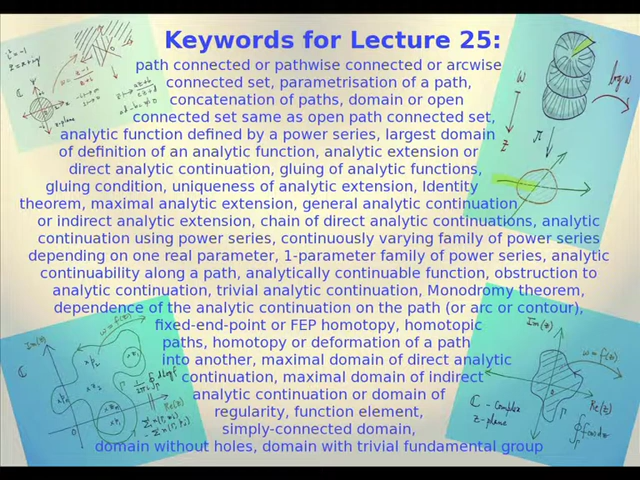 Keywords for Lecture 25:
path connected or pathwise connected or arcwise
connected set, parametrisation of a path,
concatenation of paths, domain or open
connected set same as open path connected set,
analytic function defined by a power series, largest domain
of definition of an analytic function, analytic extension or
direct analytic continuation, gluing of analytic functions,
gluing condition, uniqueness of analytic extension, Identity
theorem, maximal analytic extension, general analytic continuation
or indirect analytic extension, chain of direct analytic continuations, analytic
continuation using power series, continuously varying family of power series
depending on one real parameter, 1-parameter family of power series, analytic
continuability along a path, analytically continuable function, obstruction to
analytic continuation, trivial analytic continuation, Monodromy theorem,
dependence of the analytic continuation on the path (or arc or contour),
fixed-end-point or FEP homotopy, homotopic
paths, homotopy or deformation of a path
into another, maximal domain of direct analytic
continuation, maximal domain of indirect
analytic continuation or domain of
regularity, function element,
simply-connected domain,
domain without holes, domain with trivial fundamental group
z-plane
log w
w
z
π
Im(z)
w = f(z)
C
Re(z)
Im(z)
w = f(z)
Re(z)
C - Complex
z-plane
∮ f(z)dz